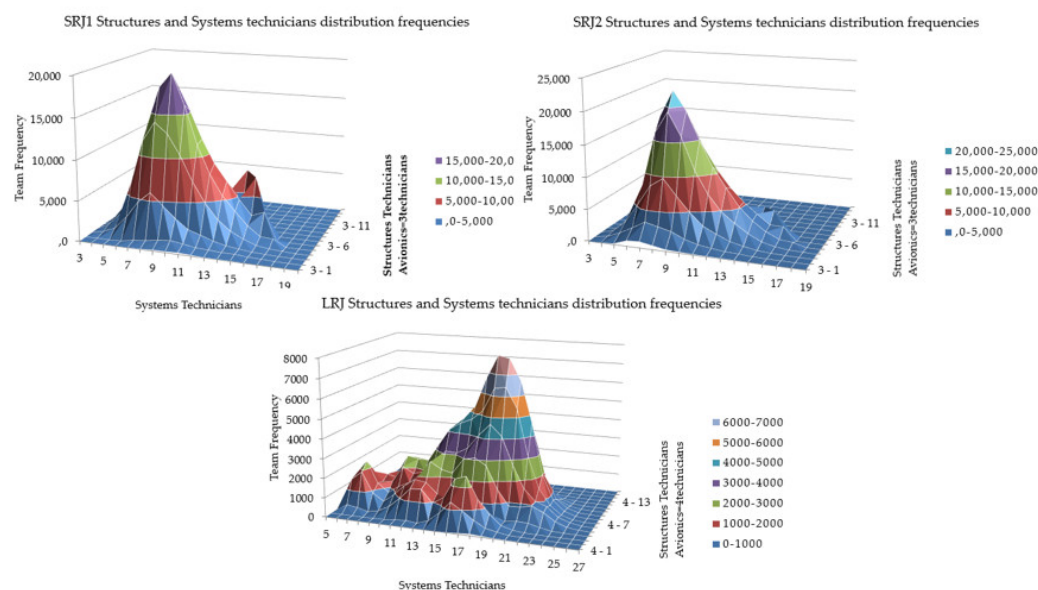 SRJ1 Structures and Systems technicians distribution frequencies
20,000
15,000
10,000
5,000
,0
Team Frequency
3 5 7 9 11 13 15 17 19
Systems Technicians
3 - 11
3 - 6
3 - 1
Structures Technicians
Avionics=3technicians
15,000-20,0
10,000-15,0
5,000-10,00
,0-5,000
SRJ2 Structures and Systems technicians distribution frequencies
25,000
20,000
15,000
10,000
5,000
,0
Team Frequency
3 5 7 9 11 13 15 17 19
3 - 11
3 - 6
3 - 1
Structures Technicians
Avionics=3technicians
20,000-25,000
15,000-20,000
10,000-15,000
5,000-10,000
,0-5,000
LRJ Structures and Systems technicians distribution frequencies
8000
7000
6000
5000
4000
3000
2000
1000
0
Team Frequency
5 7 9 11 13 15 17 19 21 23 25 27
Systems Technicians
4 - 13
4 - 7
4 - 1
Structures Technicians
Avionics=4technicians
6000-7000
5000-6000
4000-5000
3000-4000
2000-3000
1000-2000
0-1000